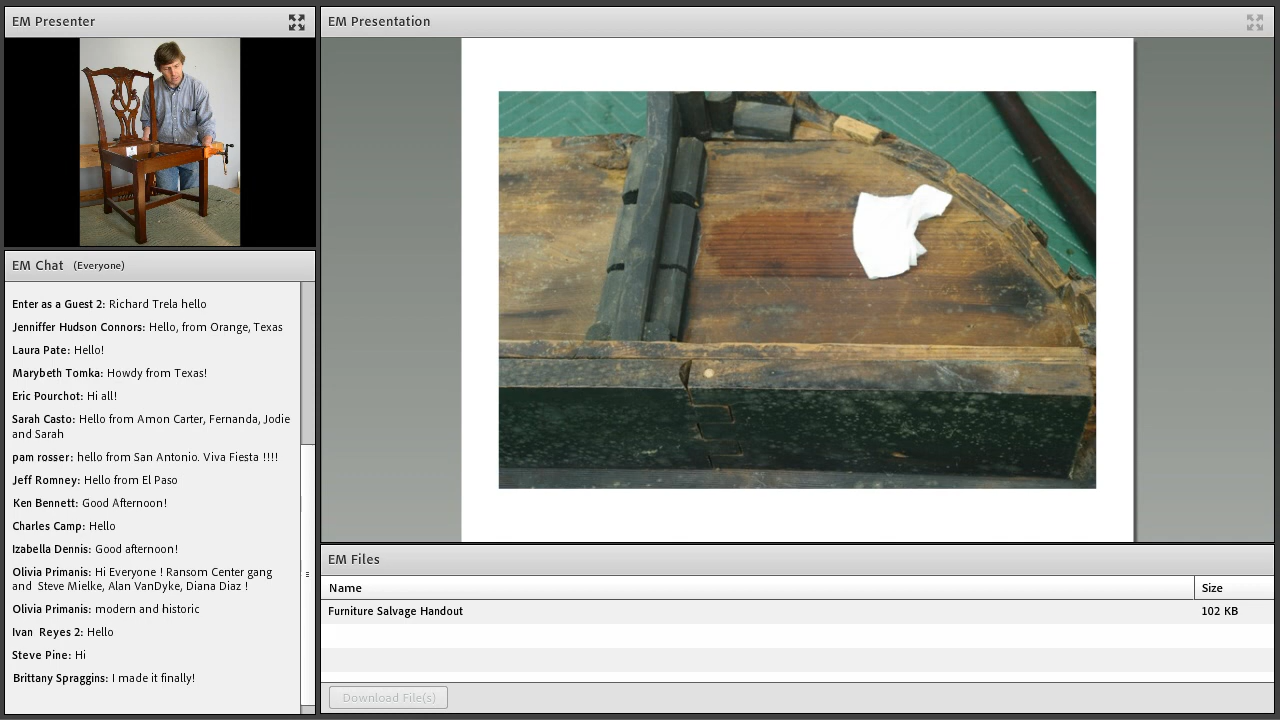 EM Presenter
EM Chat (Everyone)
Enter as a Guest 2: Richard Trela hello
Jenniffer Hudson Connors: Hello, from Orange, Texas
Laura Pate: Hello!
Marybeth Tomka: Howdy from Texas!
Eric Pourchot: Hi all!
Sarah Casto: Hello from Amon Carter, Fernanda, Jodie
and Sarah
pam rosser: hello from San Antonio. Viva Fiesta !!!!
Jeff Romney: Hello from El Paso
Ken Bennett: Good Afternoon!
Charles Camp: Hello
Izabella Dennis: Good afternoon!
Olivia Primanis: Hi Everyone ! Ransom Center gang
and Steve Mielke, Alan VanDyke, Diana Diaz !
Olivia Primanis: modern and historic
Ivan Reyes 2: Hello
Steve Pine: Hi
Brittany Spraggins: I made it finally!
EM Presentation
EM Files
Name Size
Furniture Salvage Handout 102 KB
Download File(s)